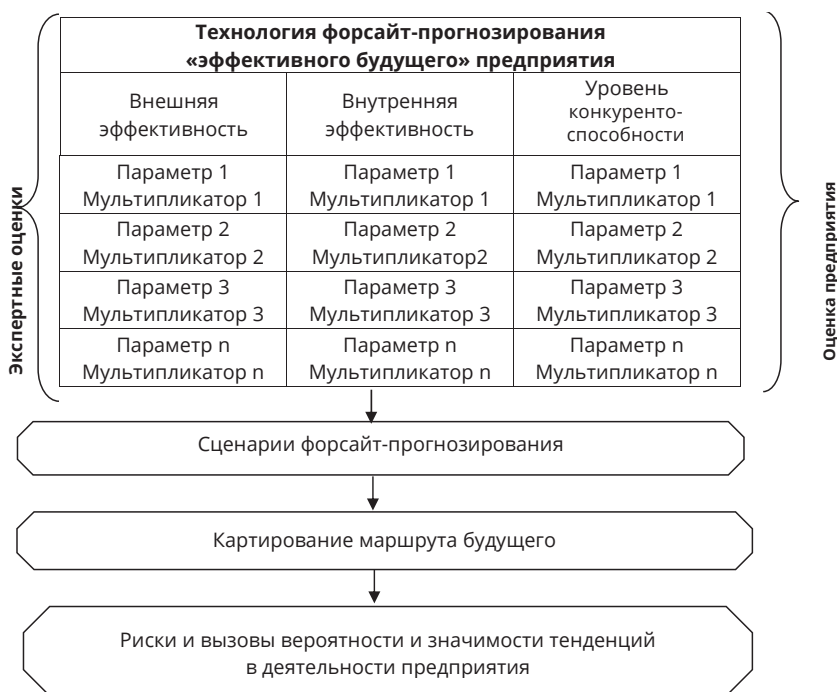 Технология форсайт-прогнозирования
«эффективного будущего» предприятия
Внешняя
эффективность
Внутренняя
эффективность
Уровень
конкуренто-
способности
Параметр 1
Мультипликатор 1
Параметр 1
Мультипликатор 1
Параметр 1
Мультипликатор 1
Параметр 2
Мультипликатор 2
Параметр 2
Мультипликатор2
Параметр 2
Мультипликатор 2
Параметр 3
Мультипликатор 3
Параметр 3
Мультипликатор 3
Параметр 3
Мультипликатор 3
Параметр n
Мультипликатор n
Параметр n
Мультипликатор n
Параметр n
Мультипликатор n
Экспертные оценки
Оценка предприятия
Сценарии форсайт-прогнозирования
Картирование маршрута будущего
Риски и вызовы вероятности и значимости тенденций
в деятельности предприятия